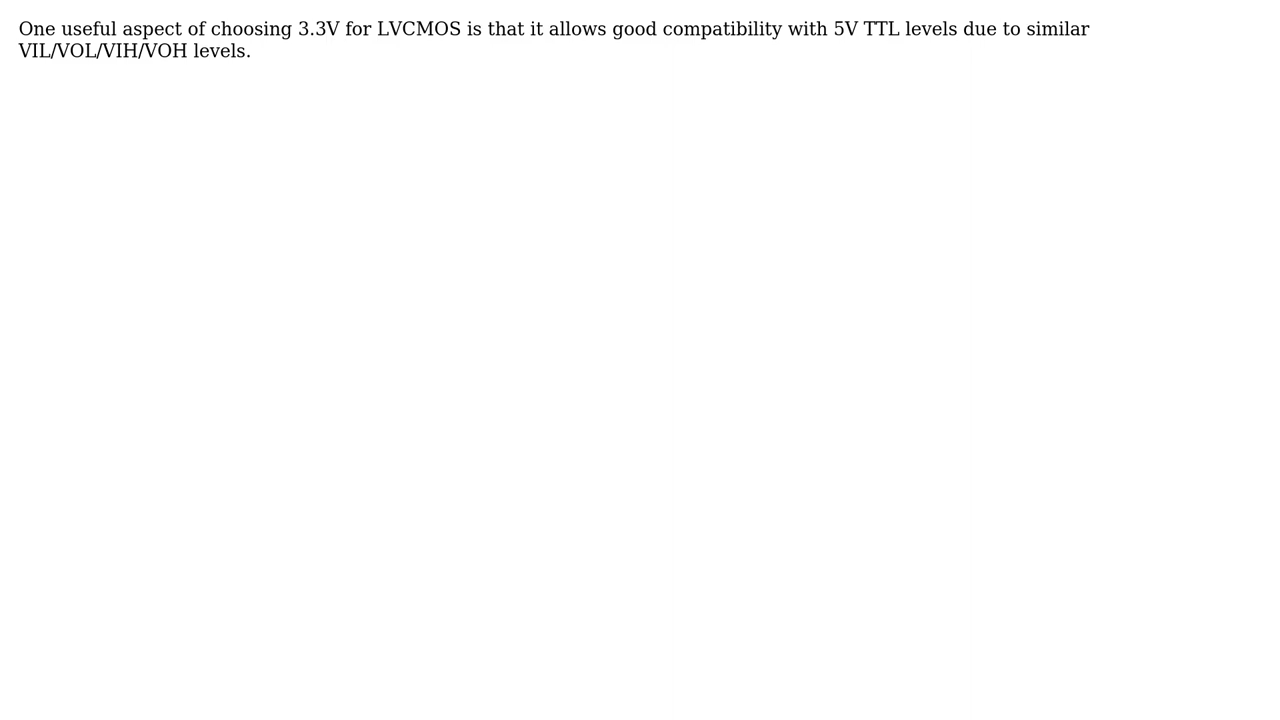 One useful aspect of choosing 3.3V for LVCMOS is that it allows good compatibility with 5V TTL levels due to similar
VIL/VOL/VIH/VOH levels.